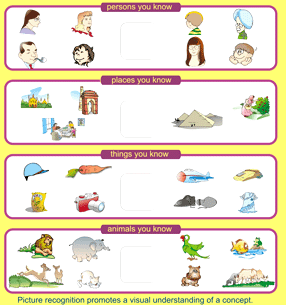 persons you know
places you know
things you know
animals you know
Picture recognition promotes a visual understanding of a concept.